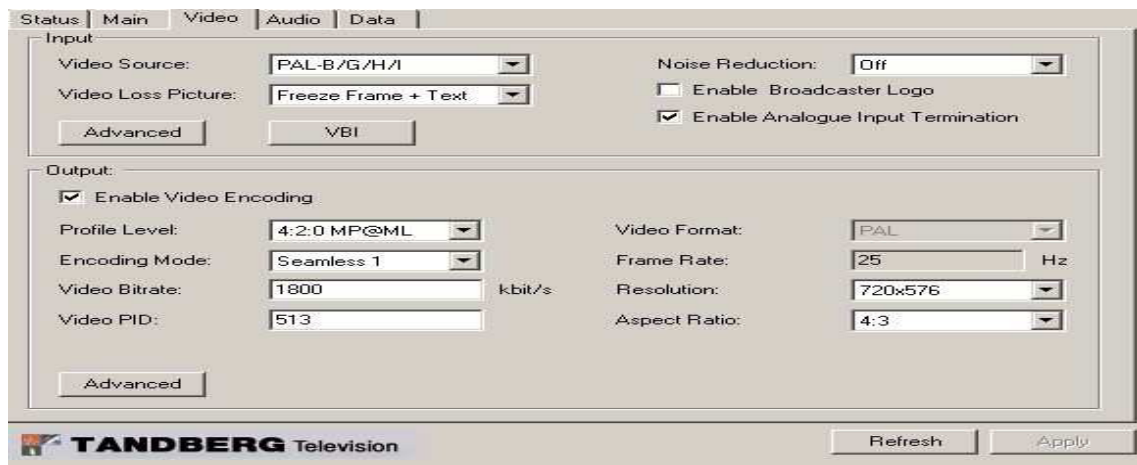 Status Main Video Audio Data
Input
Video Source: PAL-B/G/H/I Noise Reduction: Off
Video Loss Picture: Freeze Frame + Text Enable Broadcaster Logo
Advanced VBI Enable Analogue Input Termination
Output:
Enable Video Encoding
Profile Level: 4:2:0 MP@ML Video Format: PAL
Encoding Mode: Seamless 1 Frame Rate: 25 Hz
Video Bitrate: 1800 kbit/s Resolution: 720x576
Video PID: 513 Aspect Ratio: 4:3
Advanced
TANDBERG Television Refresh Apply